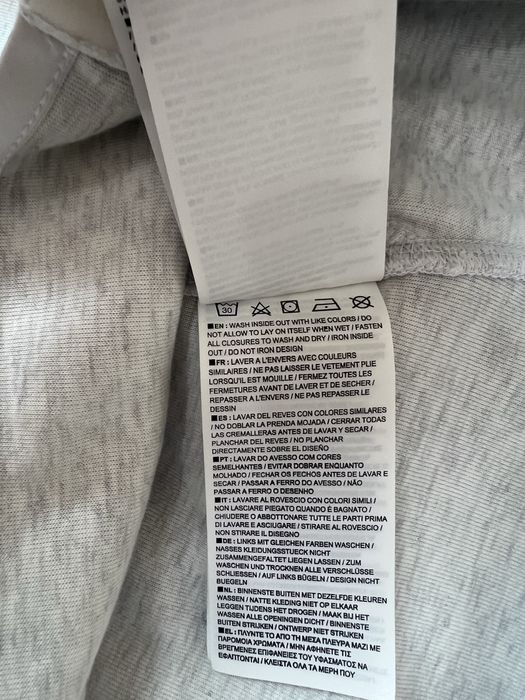 30
■EN : WASH INSIDE OUT WITH LIKE COLORS / DO
NOT ALLOW TO LAY ON ITSELF WHEN WET / FASTEN
ALL CLOSURES TO WASH AND DRY / IRON INSIDE
OUT / DO NOT IRON DESIGN
■FR : LAVER A L'ENVERS AVEC COULEURS
SIMILAIRES / NE PAS LAISSER LE VETEMENT PLIE
LORSQU'IL EST MOUILLE / FERMEZ TOUTES LES
FERMETURES AVANT DE LAVER ET DE SECHER /
REPASSER A L'ENVERS / NE PAS REPASSER LE
DESSIN
■ES : LAVAR DEL REVES CON COLORES SIMILARES
/ NO DOBLAR LA PRENDA MOJADA / CERRAR TODAS
LAS CREMALLERAS ANTES DE LAVAR Y SECAR /
PLANCHAR DEL REVES / NO PLANCHAR
DIRECTAMENTE SOBRE EL DISEÑO
■PT : LAVAR DO AVESSO COM CORES
SEMELHANTES / EVITAR DOBRAR ENQUANTO
MOLHADO / FECHAR OS FECHOS ANTES DE LAVAR E
SECAR / PASSAR A FERRO DO AVESSO / NÃO
PASSAR A FERRO O DESENHO
■IT : LAVARE AL ROVESCIO CON COLORI SIMILI /
NON LASCIARE PIEGATO QUANDO É BAGNATO /
CHIUDERE O ABBOTTONARE TUTTE LE PARTI PRIMA
DI LAVARE E ASCIUGARE / STIRARE AL ROVESCIO /
NON STIRARE IL DISEGNO
■DE : LINKS MIT GLEICHEN FARBEN WASCHEN /
NASSES KLEIDUNGSSTUECK NICHT
ZUSAMMENGEFALTET LIEGEN LASSEN / ZUM
WASCHEN UND TROCKNEN ALLE VERSCHLUESSE
SCHLIESSEN / AUF LINKS BÜGELN / DESIGN NICHT
BUEGELN
■NL : BINNENSTE BUITEN MET DEZELFDE KLEUREN
WASSEN / NATTE KLEDING NIET OP ELKAAR
LEGGEN TIJDENS HET DROGEN / MAAK BIJ HET
WASSEN ALLE OPENINGEN DICHT / BINNENSTE
BUITEN STRIJKEN / ONTWERP NIET STRIJKEN
■EL : ΠΛΥΝΤΕ ΤΟ ΑΠΟ ΤΗ ΜΕΣΑ ΠΛΕΥΡΑ ΜΑΖΙ ΜΕ
ΠΑΡΟΜΟΙΑ ΧΡΩΜΑΤΑ / ΜΗΝ ΑΦΗΝΕΤΕ ΤΙΣ
ΒΡΕΓΜΕΝΕΣ ΕΠΙΦΑΝΕΙΕΣ ΤΟΥ ΥΦΑΣΜΑΤΟΣ ΝΑ
ΕΦΑΠΤΟΝΤΑΙ / ΚΛΕΙΣΤΑ ΟΛΑ ΤΑ ΜΕΡΗ ΠΟΥ